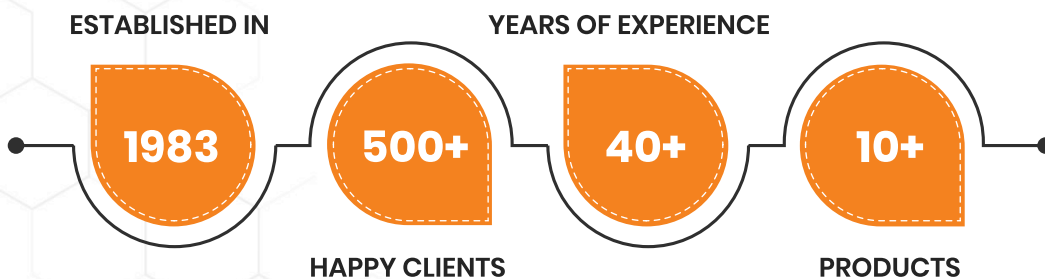 ESTABLISHED IN
1983
500+
HAPPY CLIENTS
YEARS OF EXPERIENCE
40+
10+
PRODUCTS